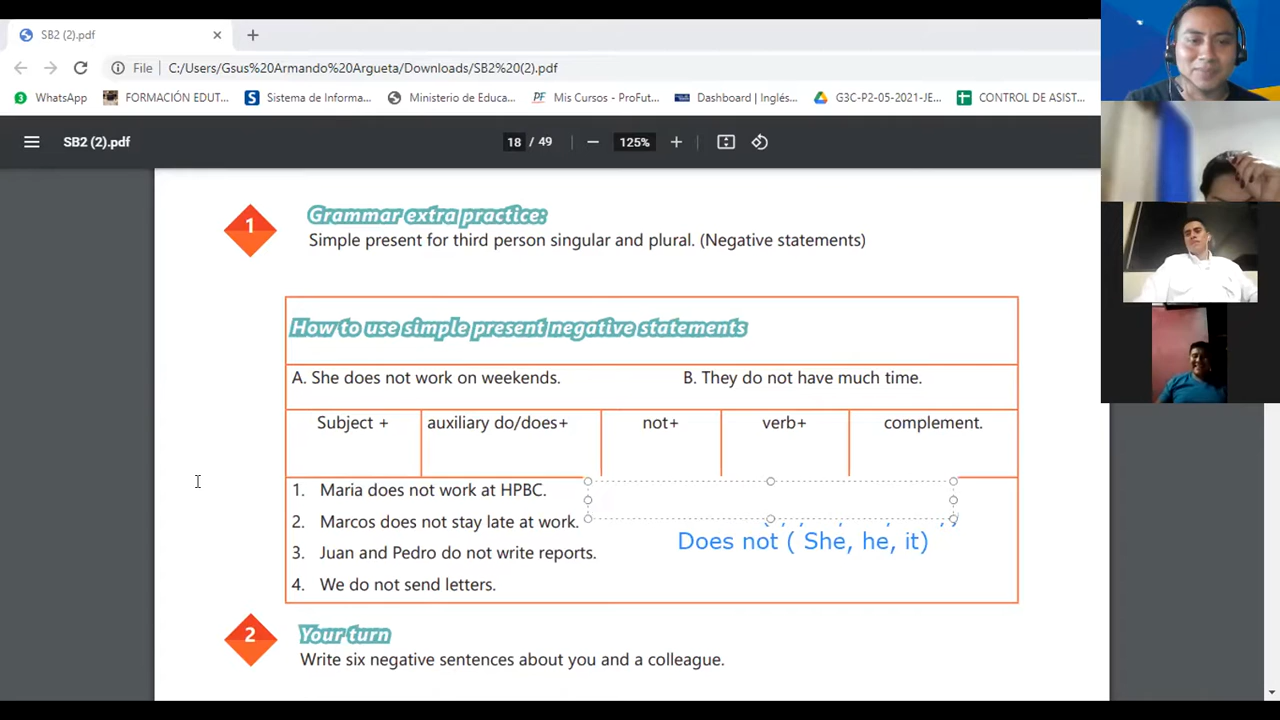 SB2 (2).pdf
File C:/Users/Gsus%20Armando%20Argueta/Downloads/SB2%20(2).pdf
3 WhatsApp FORMACIÓN EDUT... S Sistema de Informa... Ministerio de Educa... PF Mis Cursos - ProFut... Dashboard | Inglés... G3C-P2-05-2021-JE... CONTROL DE ASIST...
SB2 (2).pdf 18 / 49 125%
1 Grammar extra practice:
Simple present for third person singular and plural. (Negative statements)
How to use simple present negative statements
A. She does not work on weekends. B. They do not have much time.
Subject + auxiliary do/does+ not+ verb+ complement.
1. Maria does not work at HPBC.
2. Marcos does not stay late at work.
Does not ( She, he, it)
3. Juan and Pedro do not write reports.
4. We do not send letters.
2 Your turn
Write six negative sentences about you and a colleague.